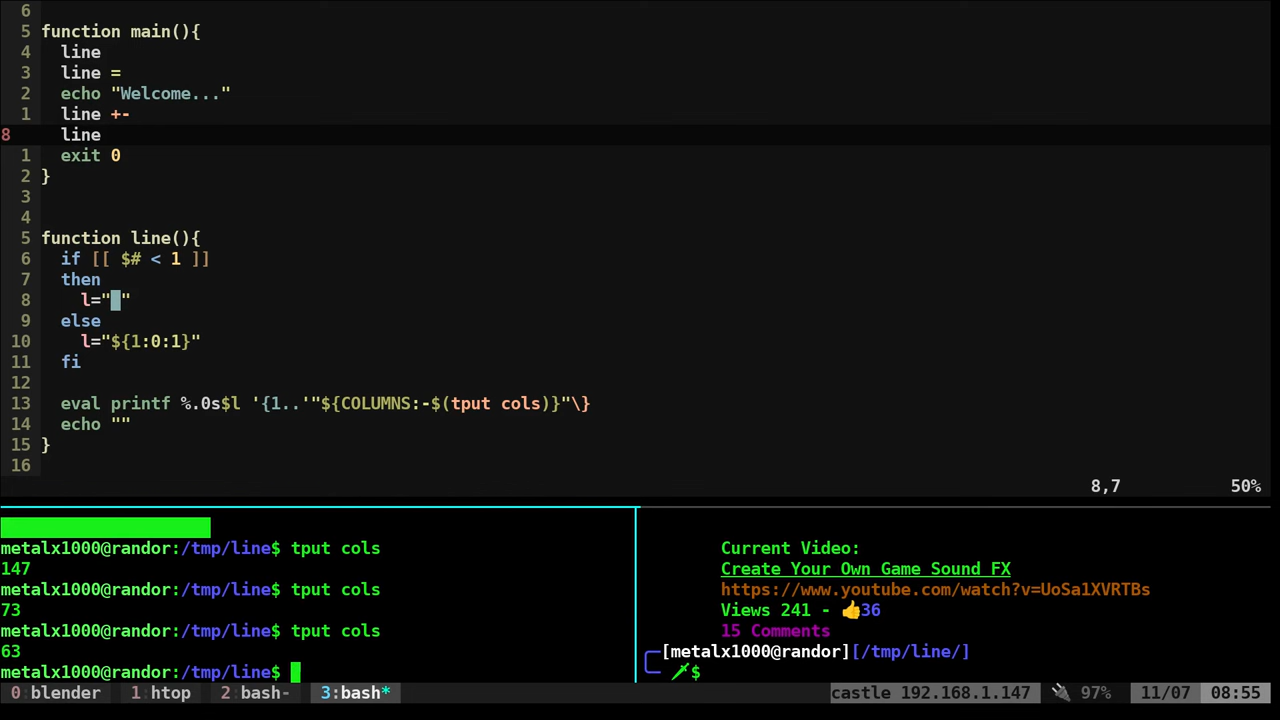 6
5 function main(){
4   line
3   line =
2   echo "Welcome..."
1   line +-
8   line
1   exit 0
2 }
3
4
5 function line(){
6   if [[ $# < 1 ]]
7   then
8     l="█"
9   else
10     l="${1:0:1}"
11   fi
12
13   eval printf %.0s$l '{1..'"${COLUMNS:-$(tput cols)}"\}
14   echo ""
15 }
16
8,7 50%
metalx1000@randor:/tmp/line$ tput cols
147
metalx1000@randor:/tmp/line$ tput cols
73
metalx1000@randor:/tmp/line$ tput cols
63
metalx1000@randor:/tmp/line$
Current Video:
Create Your Own Game Sound FX
https://www.youtube.com/watch?v=UoSa1XVRTBs
Views 241 - 👍36
15 Comments
[metalx1000@randor][/tmp/line/]
$
0 blender 1 htop 2 bash- 3:bash* castle 192.168.1.147 🔌 97% 11/07 08:55